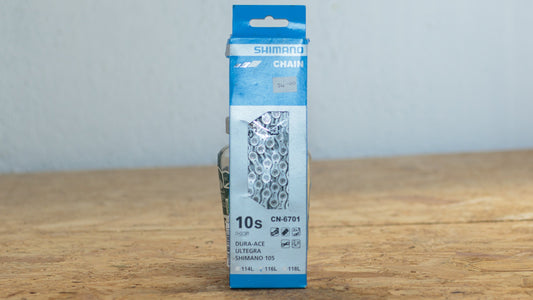 SHIMANO
CHAIN
10s CN-6701
DURA-ACE
ULTEGRA
SHIMANO 105
114L 116L 118L